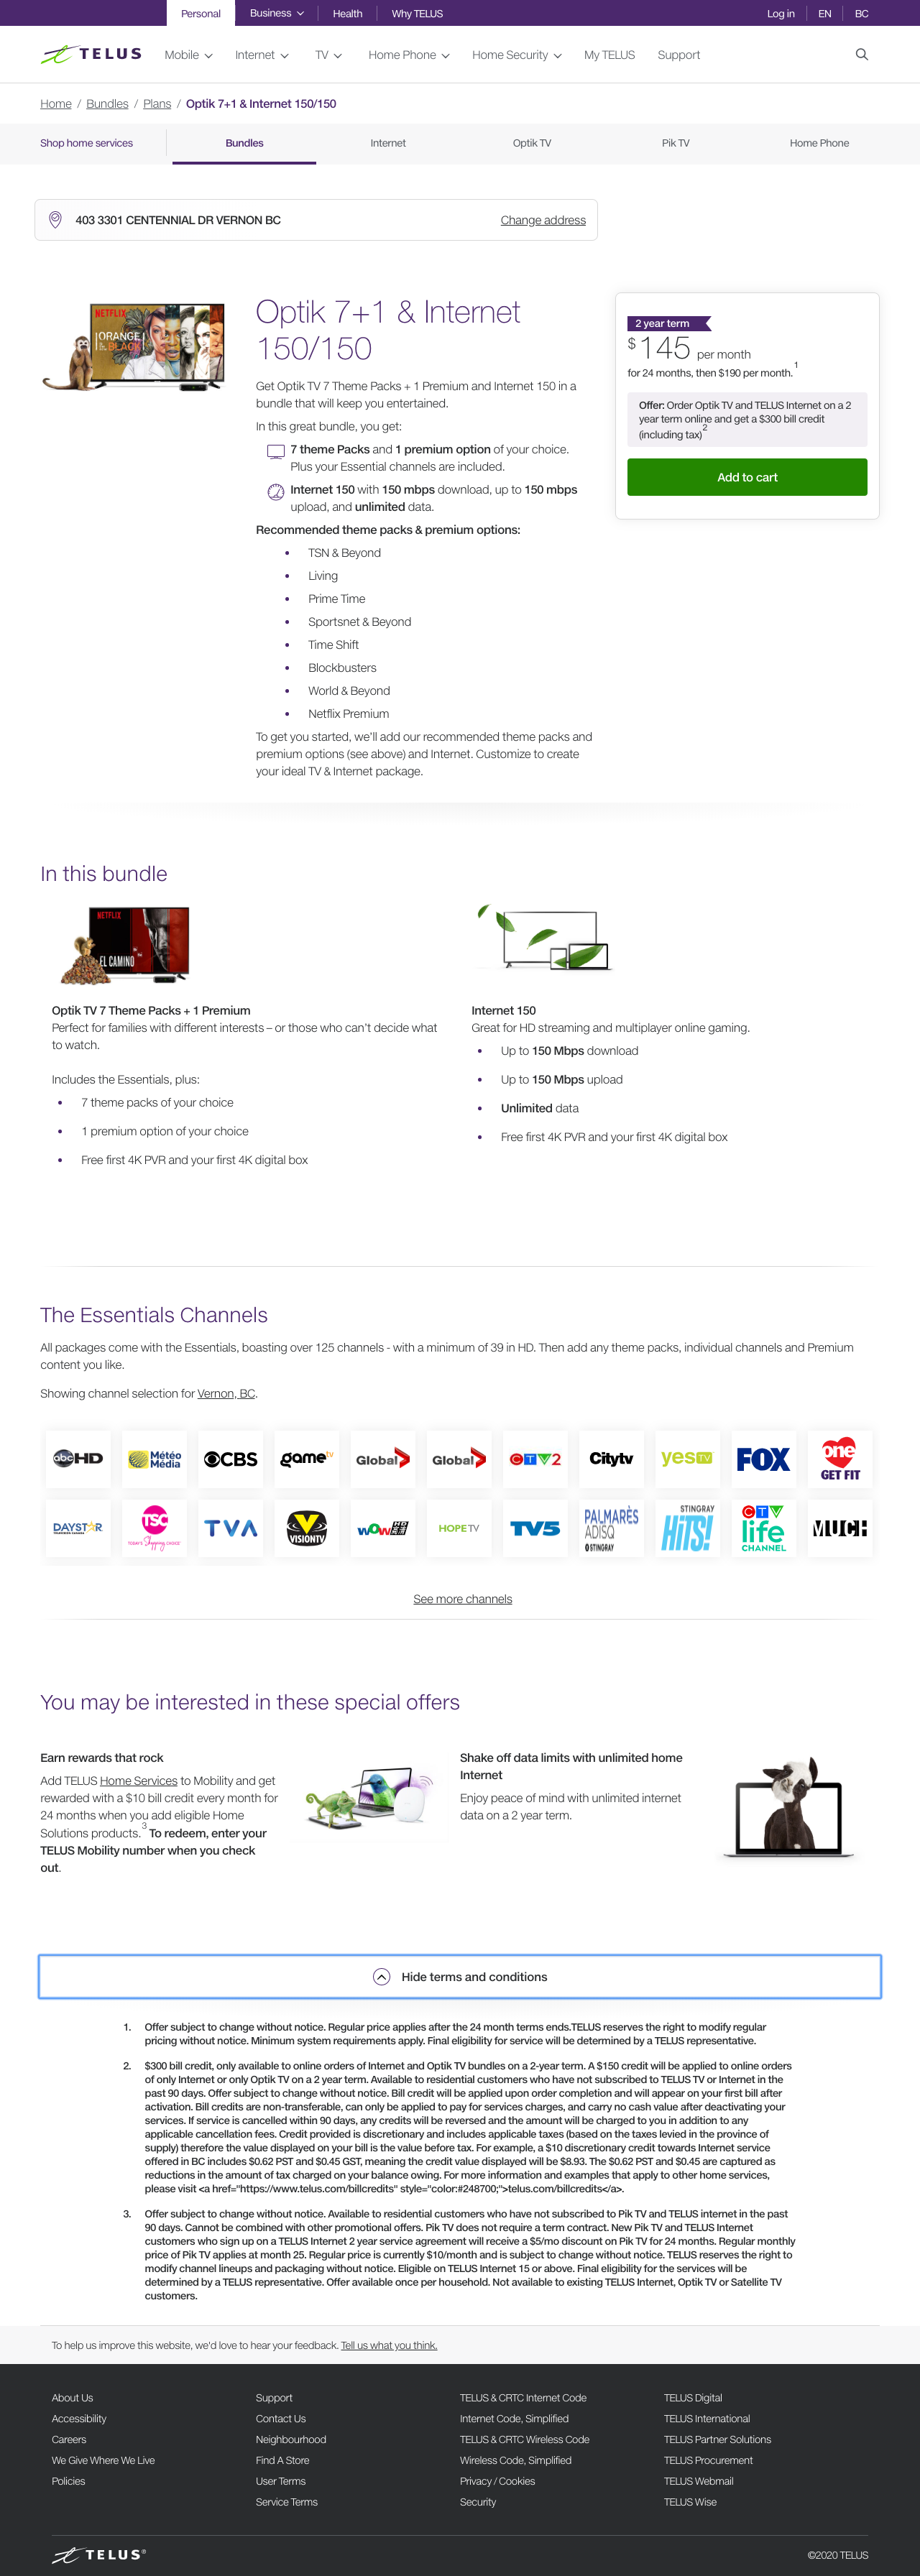 Personal
Business
Health
Why TELUS
Log in
EN
BC
TELUS
Mobile
Internet
TV
Home Phone
Home Security
My TELUS
Support
Home / Bundles / Plans / Optik 7+1 & Internet 150/150
Shop home services
Bundles
Internet
Optik TV
Pik TV
Home Phone
403 3301 CENTENNIAL DR VERNON BC
Change address
NETFLIX
ORANGE IS THE NEW BLACK
Optik 7+1 & Internet
150/150
Get Optik TV 7 Theme Packs + 1 Premium and Internet 150 in a
bundle that will keep you entertained.
In this great bundle, you get:
7 theme Packs and 1 premium option of your choice.
Plus your Essential channels are included.
Internet 150 with 150 mbps download, up to 150 mbps
upload, and unlimited data.
Recommended theme packs & premium options:
• TSN & Beyond
• Living
• Prime Time
• Sportsnet & Beyond
• Time Shift
• Blockbusters
• World & Beyond
• Netflix Premium
To get you started, we'll add our recommended theme packs and
premium options (see above) and Internet. Customize to create
your ideal TV & Internet package.
2 year term
$145 per month
for 24 months, then $190 per month.1
Offer: Order Optik TV and TELUS Internet on a 2
year term online and get a $300 bill credit
(including tax)2
Add to cart
In this bundle
NETFLIX
EL CAMINO
Optik TV 7 Theme Packs + 1 Premium
Perfect for families with different interests – or those who can't decide what
to watch.
Includes the Essentials, plus:
• 7 theme packs of your choice
• 1 premium option of your choice
• Free first 4K PVR and your first 4K digital box
Internet 150
Great for HD streaming and multiplayer online gaming.
• Up to 150 Mbps download
• Up to 150 Mbps upload
• Unlimited data
• Free first 4K PVR and your first 4K digital box
The Essentials Channels
All packages come with the Essentials, boasting over 125 channels - with a minimum of 39 in HD. Then add any theme packs, individual channels and Premium
content you like.
Showing channel selection for Vernon, BC.
abc HD
Météo Média
CBS
gametv
Global
Global
CTV2
Citytv
yes TV
FOX
one GET FIT
DAYSTAR
TSC TODAY'S Shopping CHOICE
TVA
VISIONTV
wow HD
HOPETV
TV5
PALMARÈS ADISQ STINGRAY
STINGRAY HITS!
CTV life CHANNEL
MUCH
See more channels
You may be interested in these special offers
Earn rewards that rock
Add TELUS Home Services to Mobility and get
rewarded with a $10 bill credit every month for
24 months when you add eligible Home
Solutions products.3 To redeem, enter your
TELUS Mobility number when you check
out.
Shake off data limits with unlimited home
Internet
Enjoy peace of mind with unlimited internet
data on a 2 year term.
Hide terms and conditions
1. Offer subject to change without notice. Regular price applies after the 24 month terms ends.TELUS reserves the right to modify regular
pricing without notice. Minimum system requirements apply. Final eligibility for service will be determined by a TELUS representative.
2. $300 bill credit, only available to online orders of Internet and Optik TV bundles on a 2-year term. A $150 credit will be applied to online orders
of only Internet or only Optik TV on a 2 year term. Available to residential customers who have not subscribed to TELUS TV or Internet in the
past 90 days. Offer subject to change without notice. Bill credit will be applied upon order completion and will appear on your first bill after
activation. Bill credits are non-transferable, can only be applied to pay for services charges, and carry no cash value after deactivating your
services. If service is cancelled within 90 days, any credits will be reversed and the amount will be charged to you in addition to any
applicable cancellation fees. Credit provided is discretionary and includes applicable taxes (based on the taxes levied in the province of
supply) therefore the value displayed on your bill is the value before tax. For example, a $10 discretionary credit towards Internet service
offered in BC includes $0.62 PST and $0.45 GST, meaning the credit value displayed will be $8.93. The $0.62 PST and $0.45 are captured as
reductions in the amount of tax charged on your balance owing. For more information and examples that apply to other home services,
please visit <a href="https://www.telus.com/billcredits" style="color:#248700;">telus.com/billcredits</a>.
3. Offer subject to change without notice. Available to residential customers who have not subscribed to Pik TV and TELUS internet in the past
90 days. Cannot be combined with other promotional offers. Pik TV does not require a term contract. New Pik TV and TELUS Internet
customers who sign up on a TELUS Internet 2 year service agreement will receive a $5/mo discount on Pik TV for 24 months. Regular monthly
price of Pik TV applies at month 25. Regular price is currently $10/month and is subject to change without notice. TELUS reserves the right to
modify channel lineups and packaging without notice. Eligible on TELUS Internet 15 or above. Final eligibility for the services will be
determined by a TELUS representative. Offer available once per household. Not available to existing TELUS Internet, Optik TV or Satellite TV
customers.
To help us improve this website, we'd love to hear your feedback. Tell us what you think.
About Us
Accessibility
Careers
We Give Where We Live
Policies
Support
Contact Us
Neighbourhood
Find A Store
User Terms
Service Terms
TELUS & CRTC Internet Code
Internet Code, Simplified
TELUS & CRTC Wireless Code
Wireless Code, Simplified
Privacy / Cookies
Security
TELUS Digital
TELUS International
TELUS Partner Solutions
TELUS Procurement
TELUS Webmail
TELUS Wise
TELUS®
©2020 TELUS